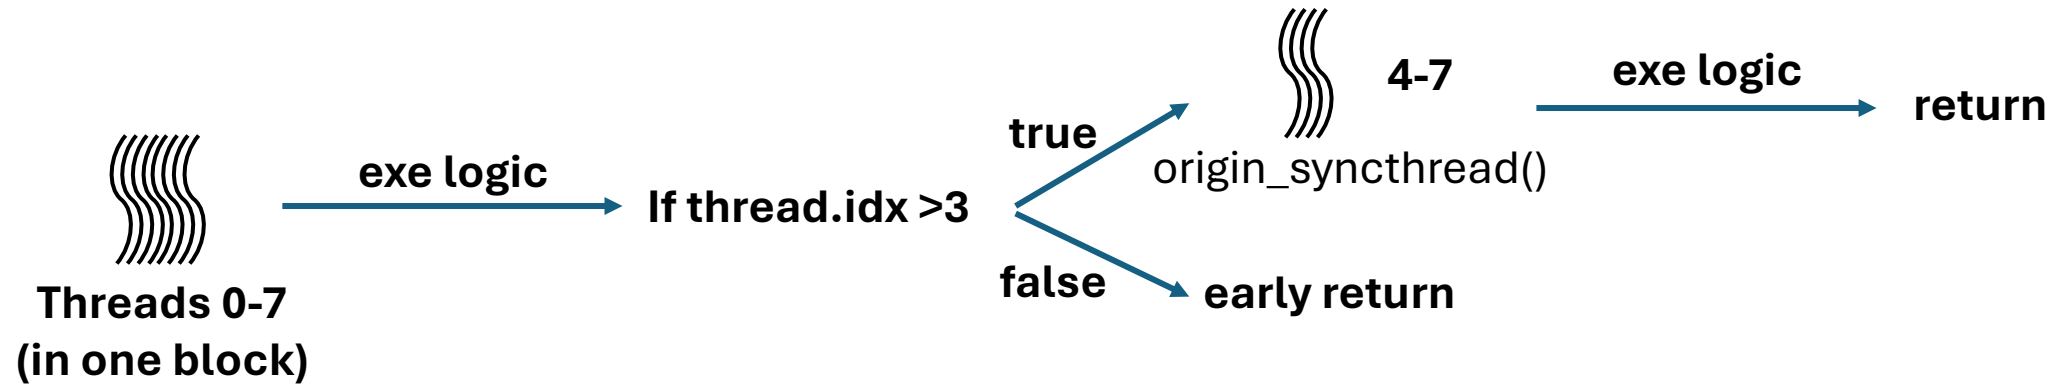 Threads 0-7
(in one block)
exe logic
If thread.idx >3
true
false
4-7
origin_syncthread()
early return
exe logic
return